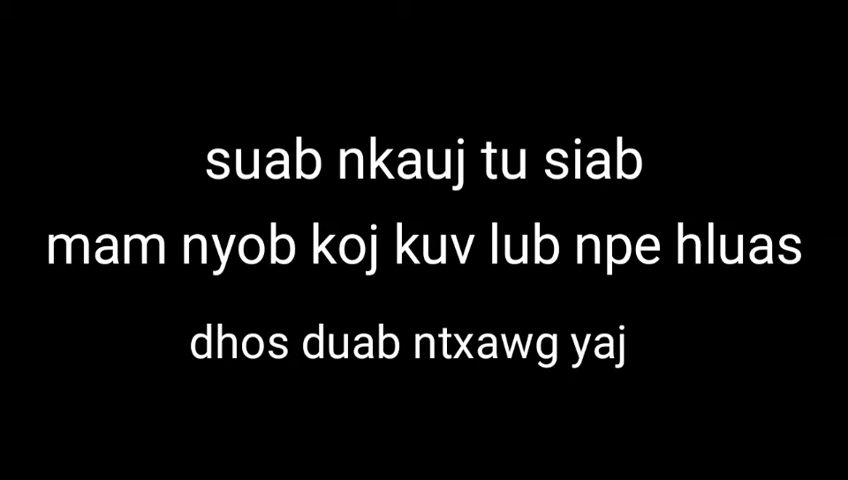 suab nkauj tu siab
mam nyob koj kuv lub npe hluas
dhos duab ntxawg yaj